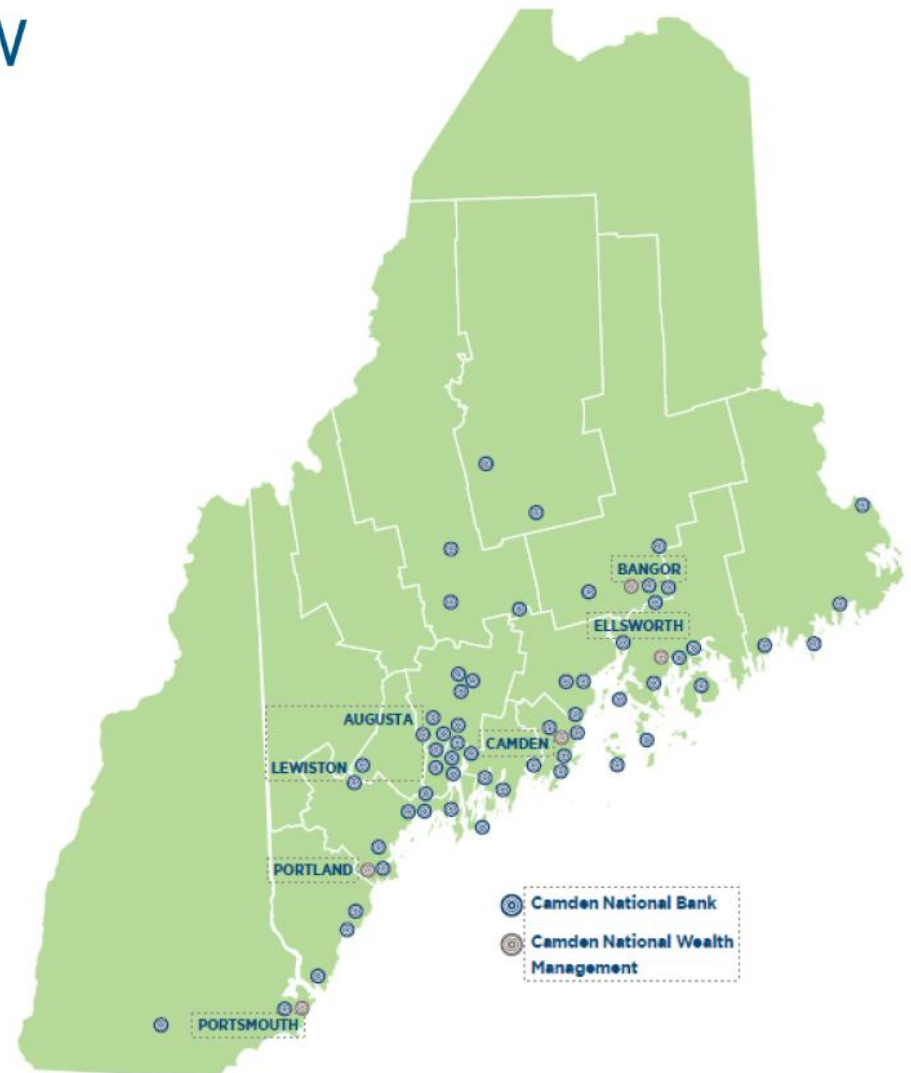 BANGOR
ELLSWORTH
AUGUSTA
CAMDEN
LEWISTON
PORTLAND
Camden National Bank
Camden National Wealth
Management
PORTSMOUTH